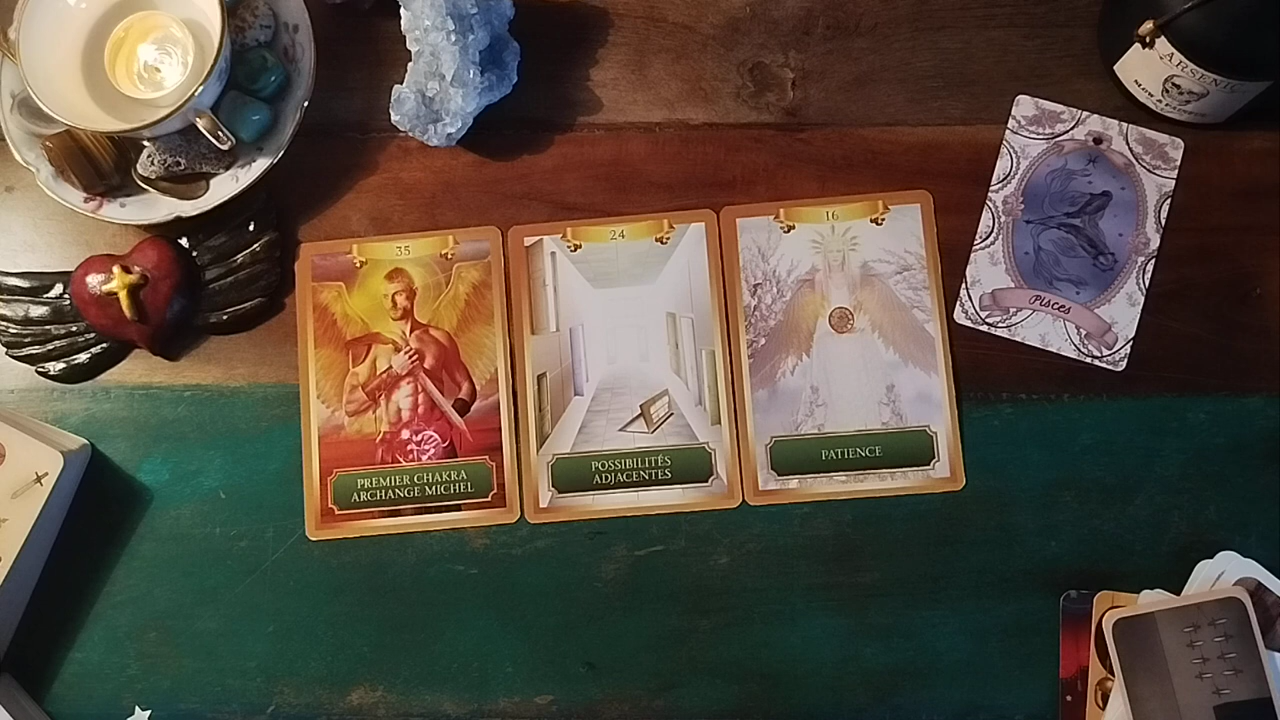 ARSENIC
35
24
16
Pisces
PREMIER CHAKRA
ARCHANGE MICHEL
POSSIBILITÉS
ADJACENTES
PATIENCE